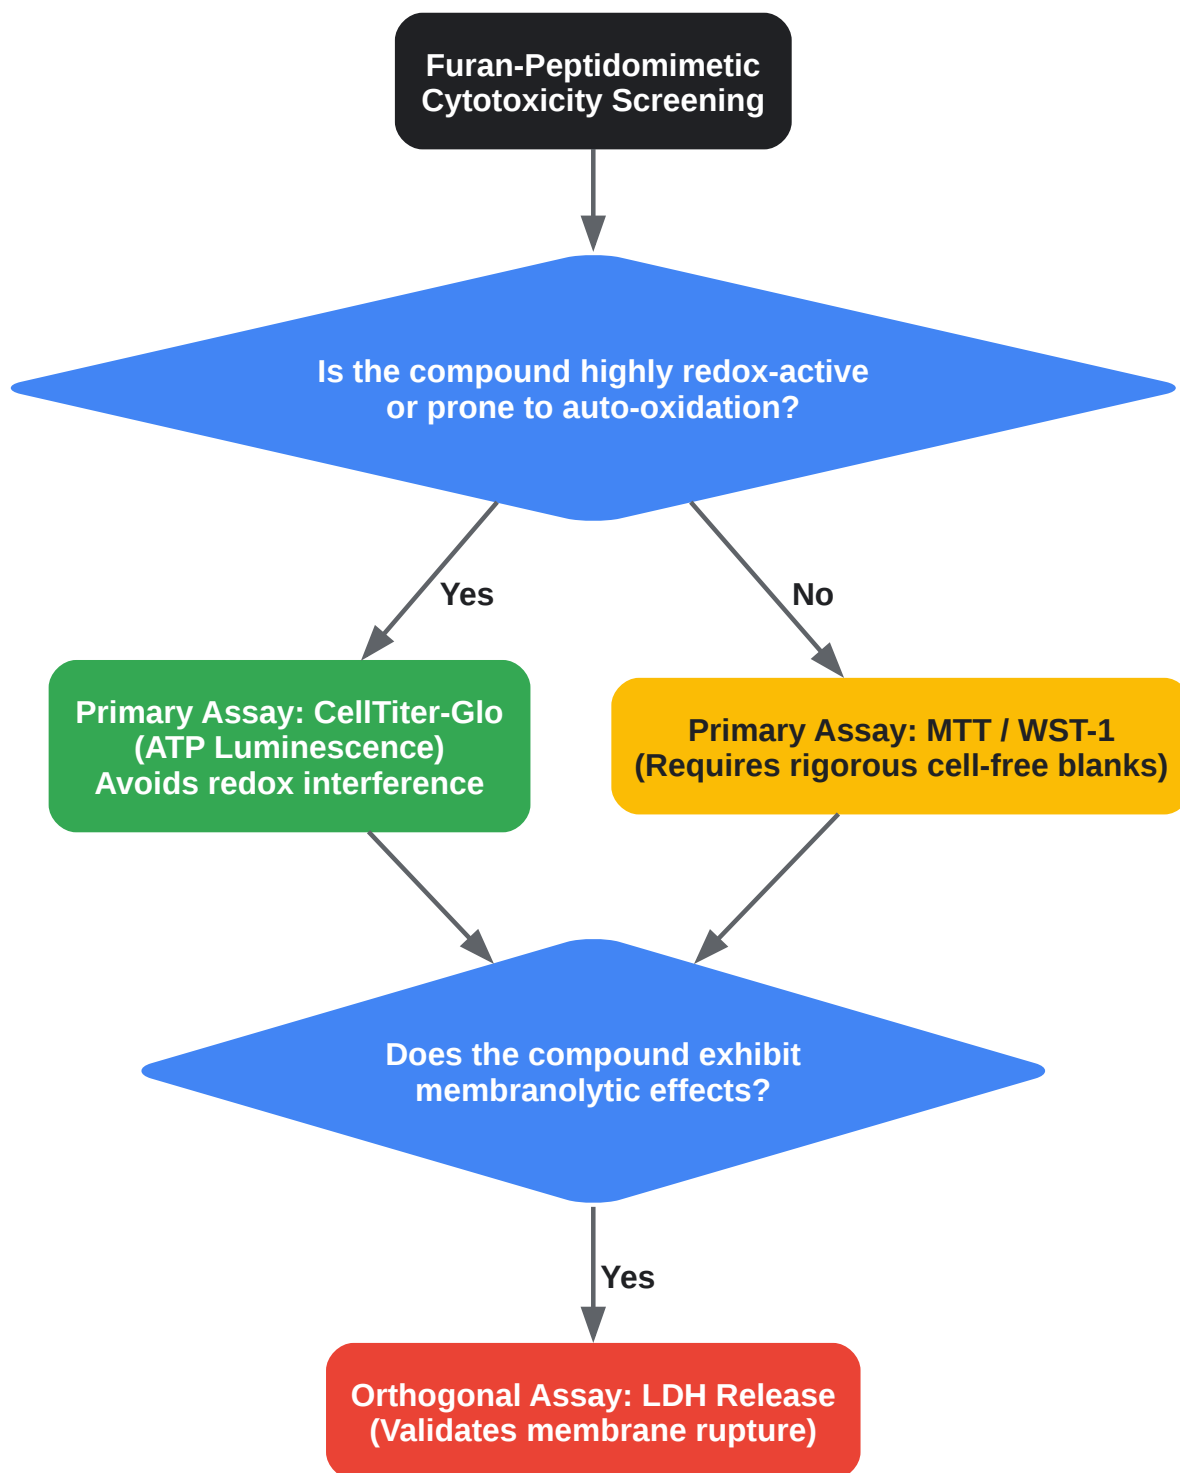 Furan-Peptidomimetic
Cytotoxicity Screening
Is the compound highly redox-active
or prone to auto-oxidation?
Yes
No
Primary Assay: CellTiter-Glo
(ATP Luminescence)
Avoids redox interference
Primary Assay: MTT / WST-1
(Requires rigorous cell-free blanks)
Does the compound exhibit
membranolytic effects?
Yes
Orthogonal Assay: LDH Release
(Validates membrane rupture)